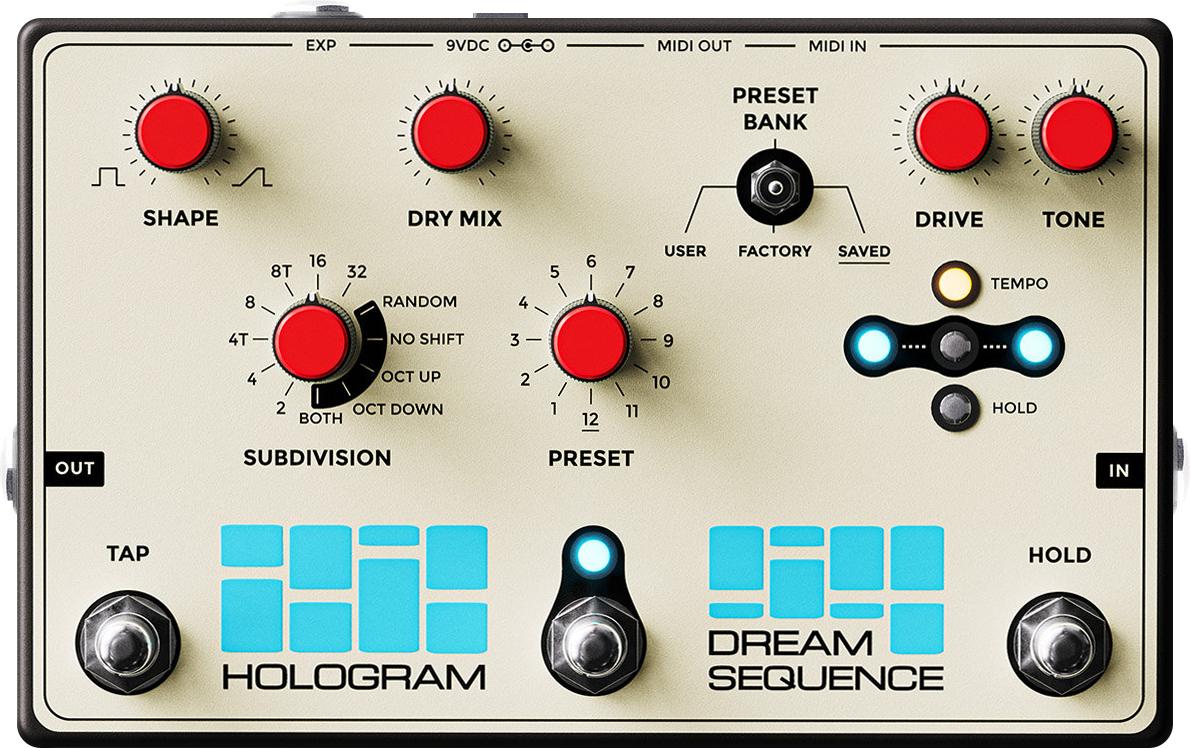 EXP
9VDC
MIDI OUT
MIDI IN
PRESET
BANK
SHAPE
DRY MIX
USER
FACTORY
SAVED
DRIVE
TONE
TEMPO
HOLD
2
4
4T
8
8T
16
32
RANDOM
NO SHIFT
OCT UP
OCT DOWN
BOTH
SUBDIVISION
1
2
3
4
5
6
7
8
9
10
11
12
PRESET
OUT
IN
TAP
HOLD
HOLOGRAM
DREAM
SEQUENCE